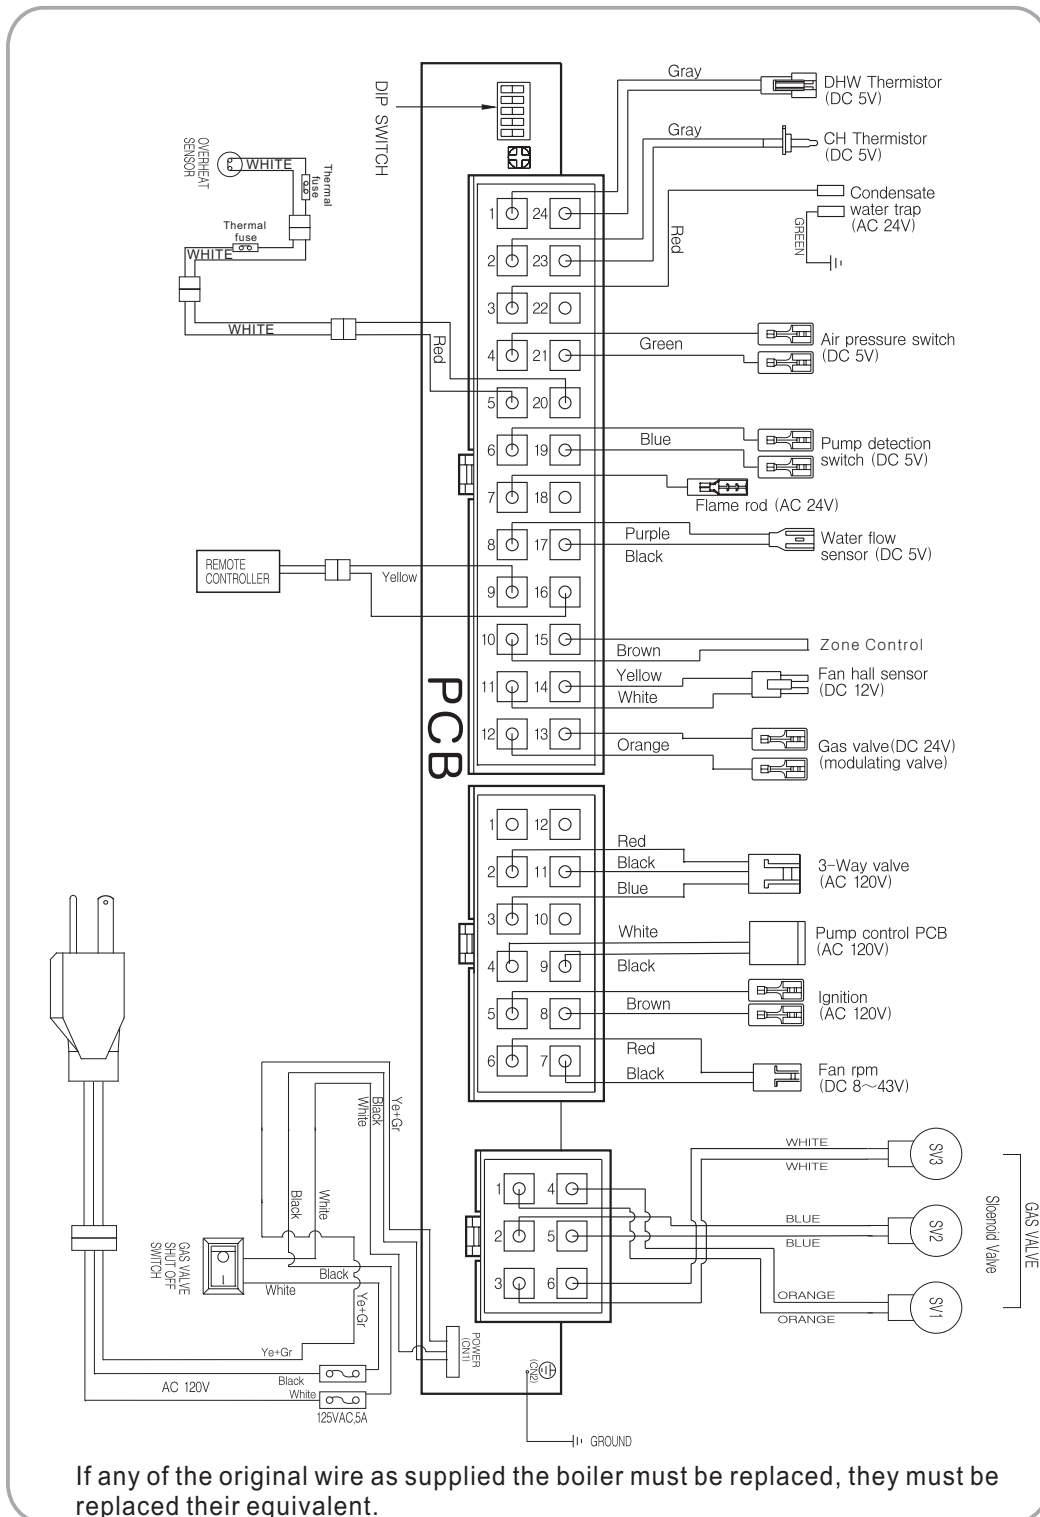 DIP SWITCH
Gray
DHW Thermistor
(DC 5V)
Gray
CH Thermistor
(DC 5V)
OVERHEAT
SENSOR
WHITE
Thermal
fuse
Thermal
fuse
WHITE
WHITE
Red
Condensate
water trap
(AC 24V)
GREEN
Red
1 24
2 23
3 22
4 21
5 20
6 19
7 18
8 17
9 16
10 15
11 14
12 13
Green
Air pressure switch
(DC 5V)
Blue
Pump detection
switch (DC 5V)
Flame rod (AC 24V)
Purple
Black
Water flow
sensor (DC 5V)
REMOTE
CONTROLLER
Yellow
Brown
Zone Control
Yellow
White
Fan hall sensor
(DC 12V)
Orange
Gas valve(DC 24V)
(modulating valve)
PCB
1 12
2 11
3 10
4 9
5 8
6 7
Red
Black
Blue
3-Way valve
(AC 120V)
White
Black
Pump control PCB
(AC 120V)
Brown
Ignition
(AC 120V)
Red
Black
Fan rpm
(DC 8~43V)
Ye+Gr
Black
White
Black
White
1 4
2 5
3 6
WHITE
WHITE
SV3
BLUE
BLUE
SV2
ORANGE
ORANGE
SV1
Sloenoid Valve
GAS VALVE
GAS VALVE
SHUT OFF
SWITCH
Black
White
Ye+Gr
Ye+Gr
Black
White
AC 120V
125VAC,5A
POWER
(CN1)
(CN2)
GROUND
If any of the original wire as supplied the boiler must be replaced, they must be
replaced their equivalent.